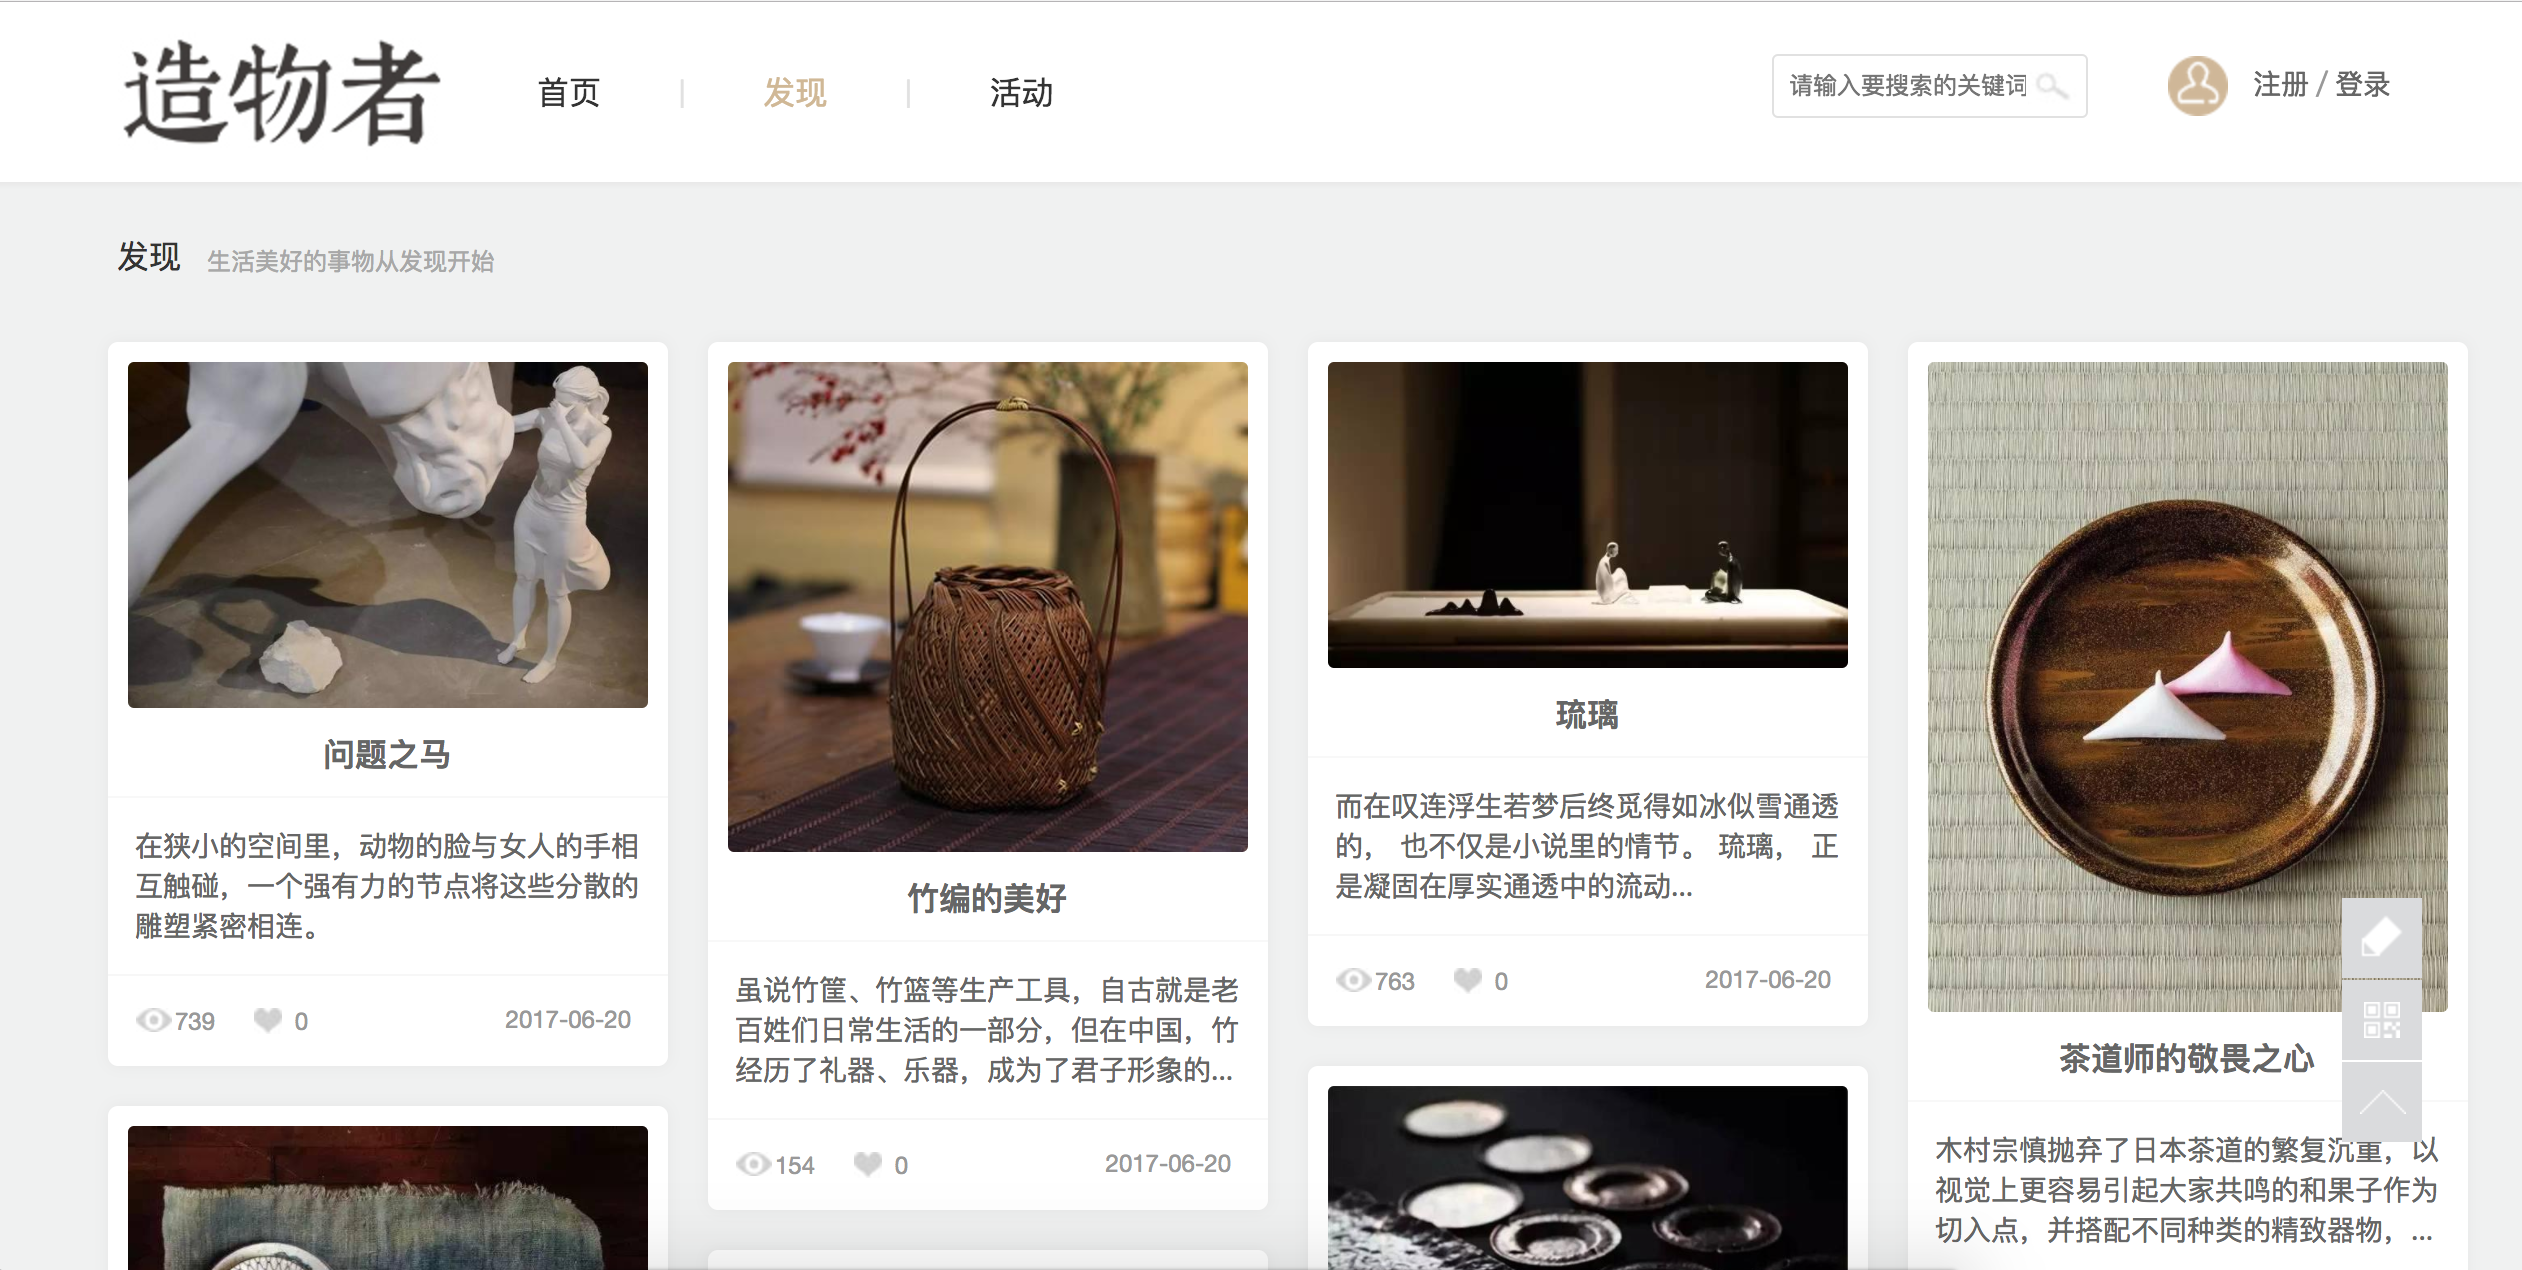 造物者
首页 | 发现 | 活动
请输入要搜索的关键词
注册 / 登录
发现 生活美好的事物从发现开始
问题之马
在狭小的空间里，动物的脸与女人的手相
互触碰，一个强有力的节点将这些分散的
雕塑紧密相连。
739 0 2017-06-20
竹编的美好
虽说竹筐、竹篮等生产工具，自古就是老
百姓们日常生活的一部分，但在中国，竹
经历了礼器、乐器，成为了君子形象的...
154 0 2017-06-20
琉璃
而在叹连浮生若梦后终觅得如冰似雪通透
的， 也不仅是小说里的情节。 琉璃， 正
是凝固在厚实通透中的流动...
763 0 2017-06-20
茶道师的敬畏之心
木村宗慎抛弃了日本茶道的繁复沉重，以
视觉上更容易引起大家共鸣的和果子作为
切入点，并搭配不同种类的精致器物，...